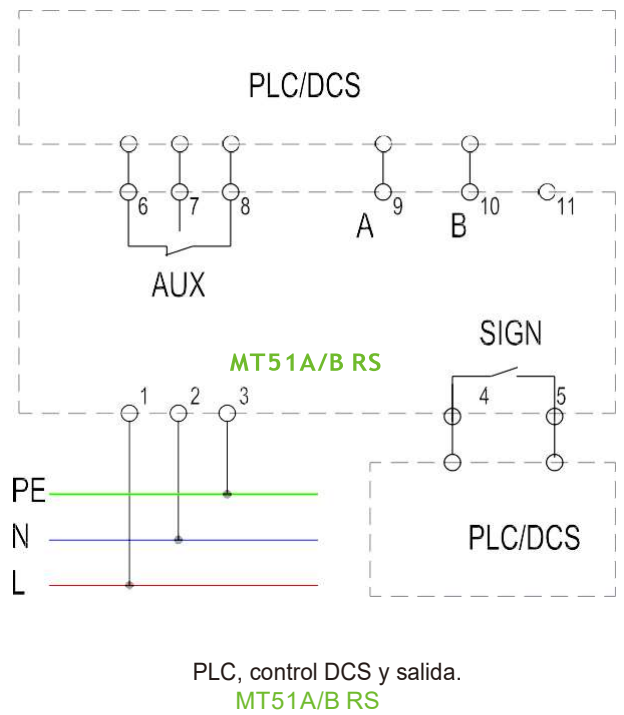 PLC/DCS
6 7 8 9 10 11
A B
AUX
SIGN
MT51A/B RS
1 2 3 4 5
PE
N
PLC/DCS
L
PLC, control DCS y salida.
MT51A/B RS